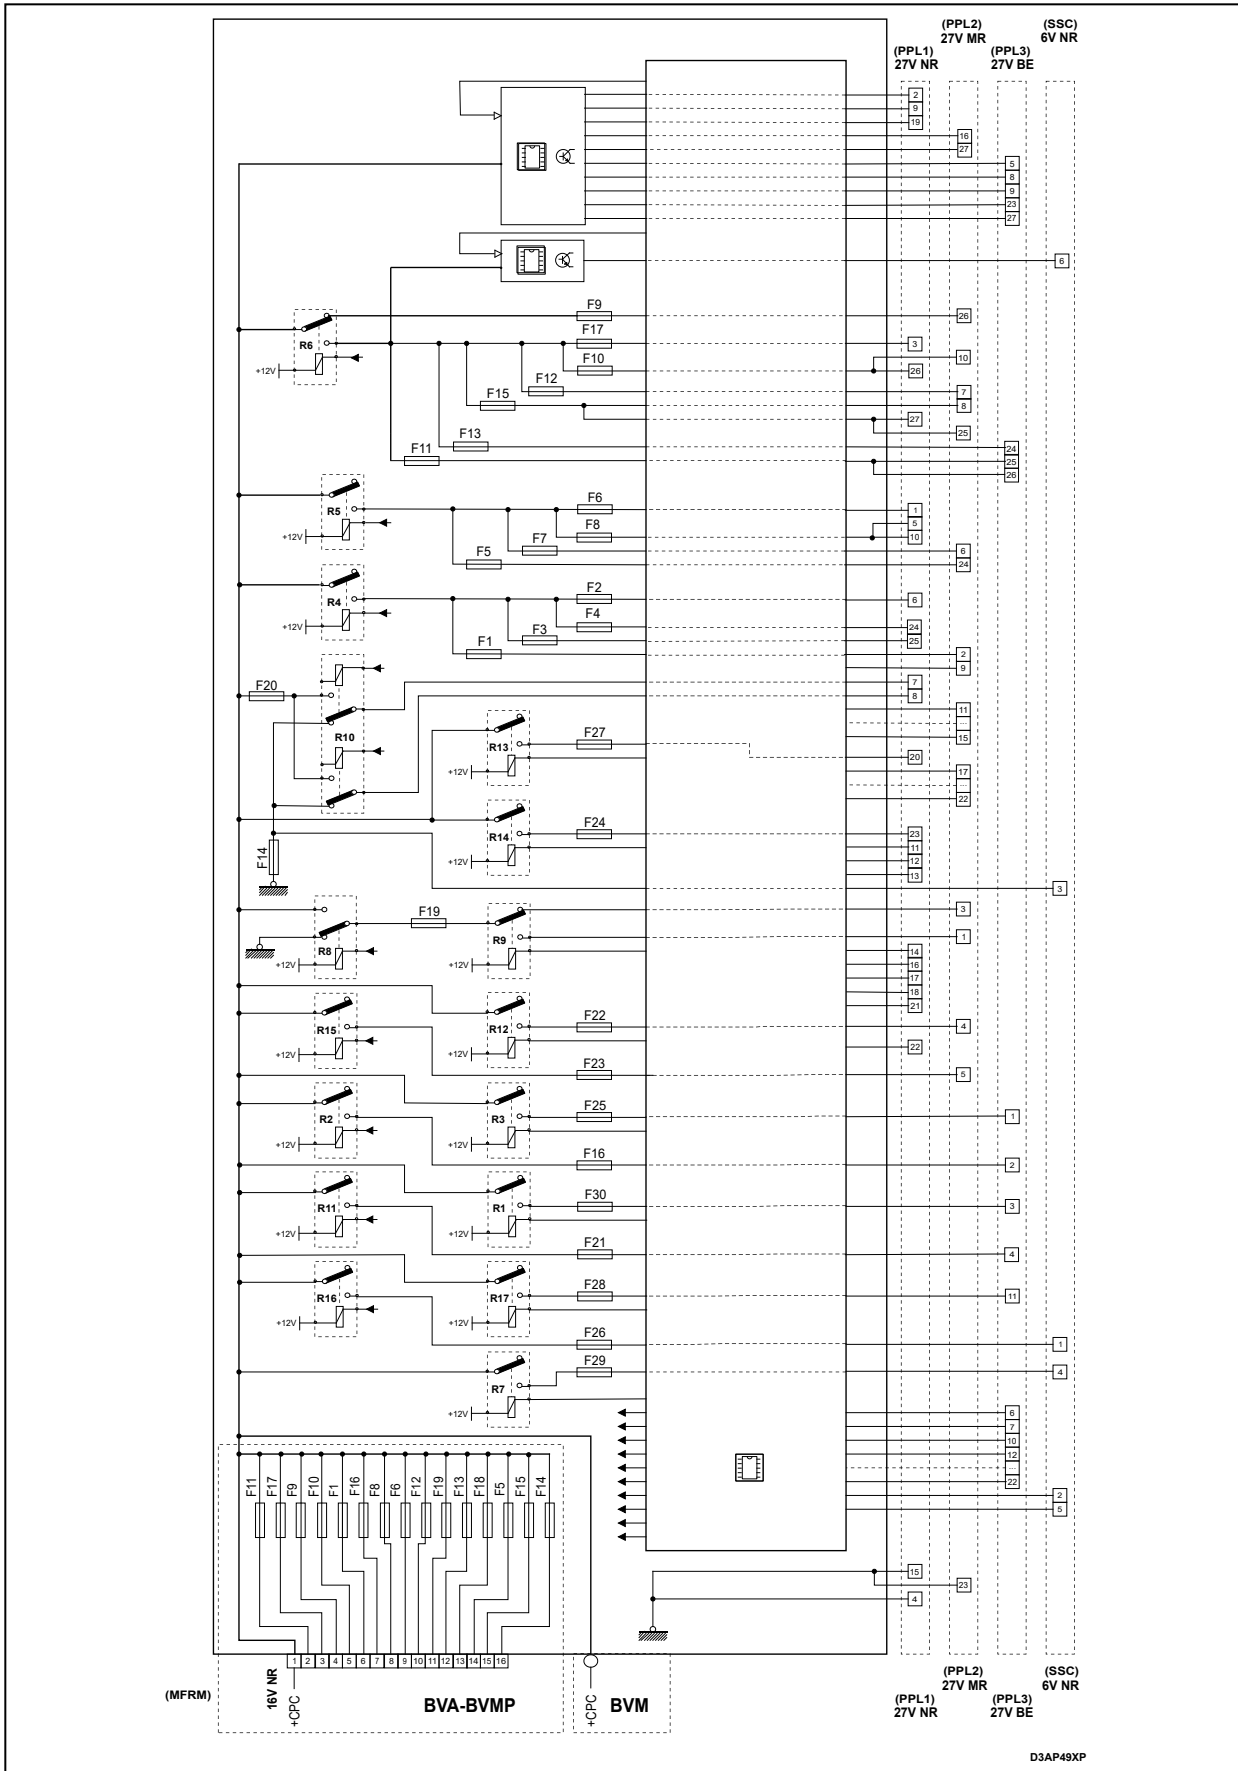 (PPL2)
27V MR
(SSC)
6V NR
(PPL1)
27V NR
(PPL3)
27V BE
2
9
19
16
27
5
8
9
23
27
6
F9
26
R6
F17
3
+12V
F10
10
26
F12
7
F15
8
27
25
F13
24
F11
25
26
R5
F6
1
+12V
F8
5
10
F7
6
F5
24
R4
F2
6
+12V
F4
24
F3
25
F1
2
9
F20
7
8
R10
11
...
15
R13
F27
20
+12V
17
...
22
R14
F24
23
11
12
13
+12V
F14
3
F19
3
R8
R9
1
+12V
+12V
14
16
17
18
21
R15
R12
F22
4
+12V
+12V
22
F23
5
R2
R3
F25
1
+12V
+12V
F16
2
R11
R1
F30
3
+12V
+12V
F21
4
R16
R17
F28
11
+12V
+12V
F26
1
F29
4
R7
+12V
6
7
10
12
...
22
2
5
F11
F17
F9
F10
F1
F16
F8
F6
F12
F19
F13
F18
F5
F15
F14
15
23
4
1 2 3 4 5 6 7 8 9 10 11 12 13 14 15 16
(MFRM)
16V NR
+CPC
BVA-BVMP
+CPC
BVM
(PPL2)
27V MR
(SSC)
6V NR
(PPL1)
27V NR
(PPL3)
27V BE
D3AP49XP